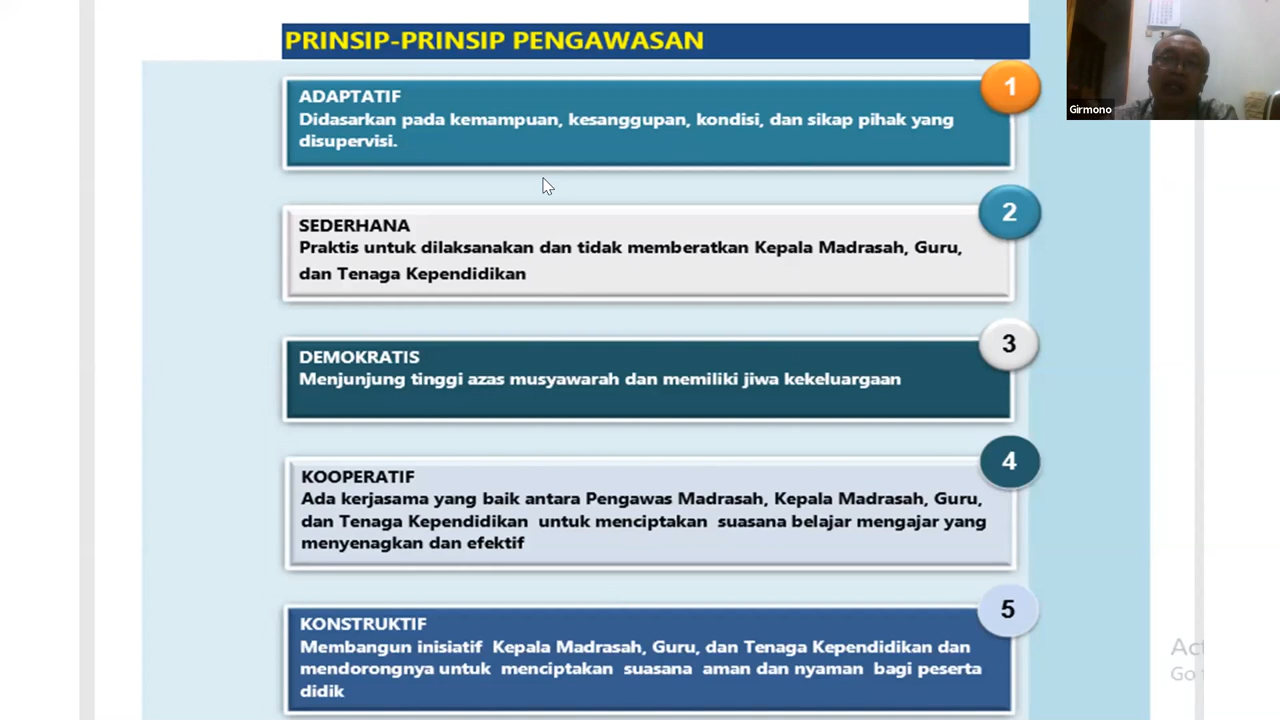 PRINSIP-PRINSIP PENGAWASAN
1
ADAPTATIF
Didasarkan pada kemampuan, kesanggupan, kondisi, dan sikap pihak yang
disupervisi.
2
SEDERHANA
Praktis untuk dilaksanakan dan tidak memberatkan Kepala Madrasah, Guru,
dan Tenaga Kependidikan
3
DEMOKRATIS
Menjunjung tinggi azas musyawarah dan memiliki jiwa kekeluargaan
4
KOOPERATIF
Ada kerjasama yang baik antara Pengawas Madrasah, Kepala Madrasah, Guru,
dan Tenaga Kependidikan untuk menciptakan suasana belajar mengajar yang
menyenagkan dan efektif
5
KONSTRUKTIF
Membangun inisiatif Kepala Madrasah, Guru, dan Tenaga Kependidikan dan
mendorongnya untuk menciptakan suasana aman dan nyaman bagi peserta
didik
Girmono
Act
Go